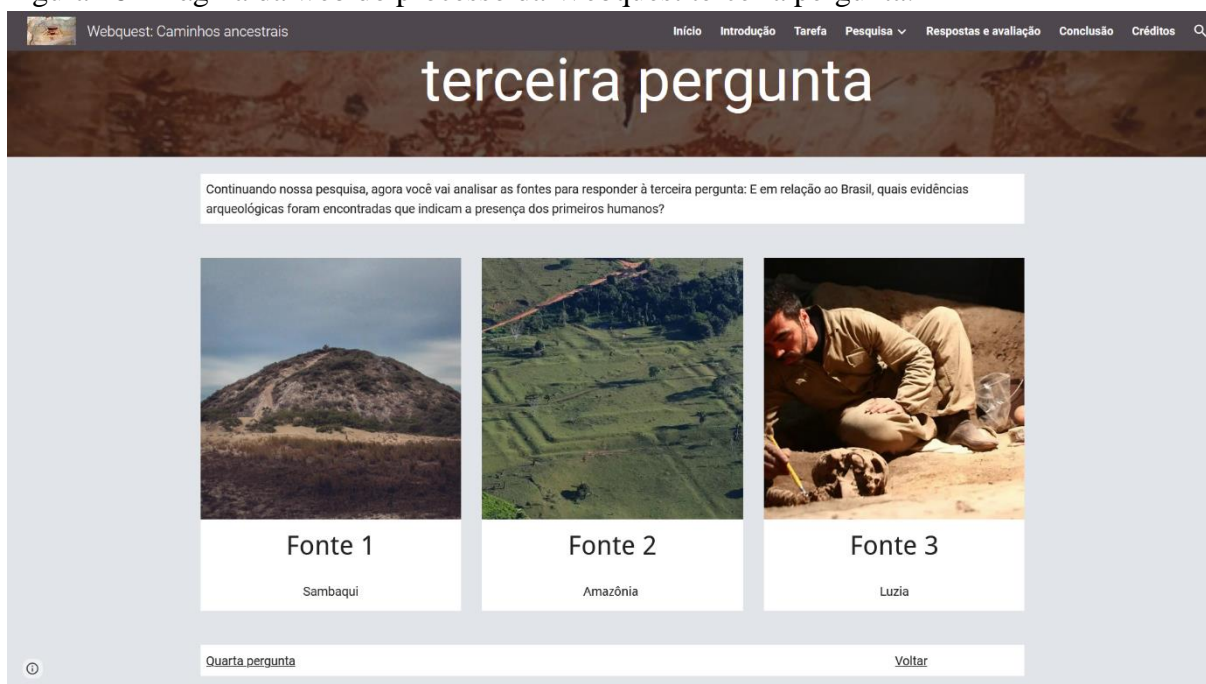 Webquest: Caminhos ancestrais
Início Introdução Tarefa Pesquisa Respostas e avaliação Conclusão Créditos
terceira pergunta
Continuando nossa pesquisa, agora você vai analisar as fontes para responder à terceira pergunta: E em relação ao Brasil, quais evidências
arqueológicas foram encontradas que indicam a presença dos primeiros humanos?
Fonte 1
Sambaqui
Fonte 2
Amazônia
Fonte 3
Luzia
Quarta pergunta
Voltar